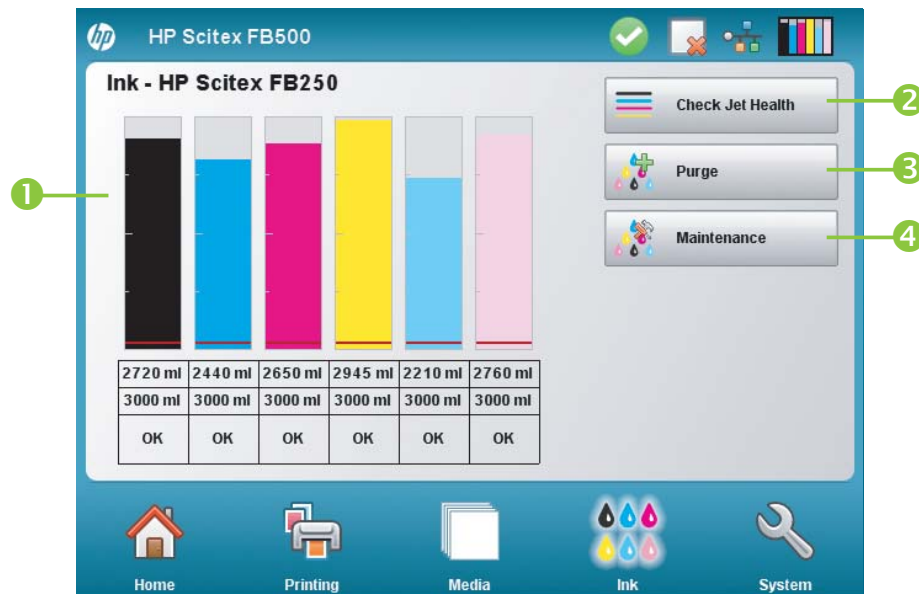 hp HP Scitex FB500
Ink - HP Scitex FB250
1
Check Jet Health 2
Purge 3
Maintenance 4
2720 ml 2440 ml 2650 ml 2945 ml 2210 ml 2760 ml
3000 ml 3000 ml 3000 ml 3000 ml 3000 ml 3000 ml
OK OK OK OK OK OK
Home Printing Media Ink System